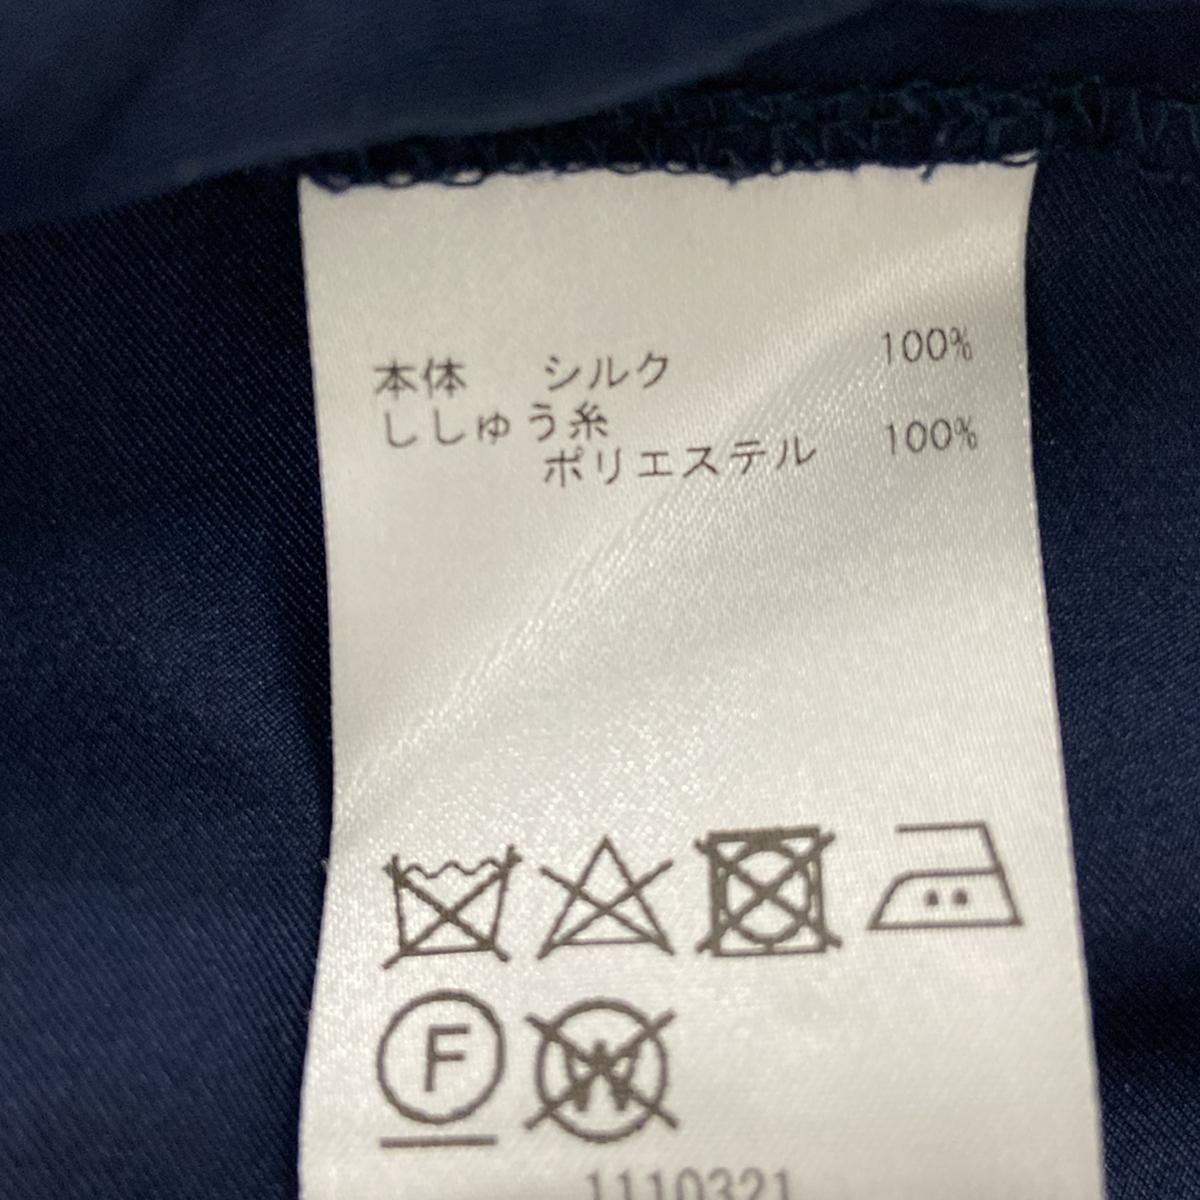 本体 シルク 100%
ししゅう糸
ポリエステル 100%
F
W
1110321